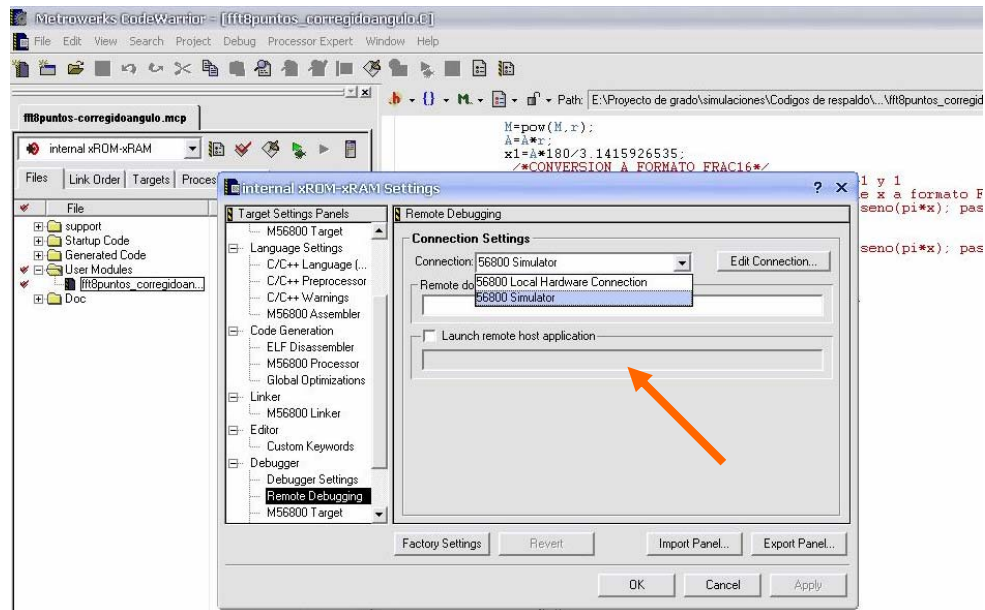 Metrowerks CodeWarrior - [fft8puntos_corregidoangulo.C]
File Edit View Search Project Debug Processor Expert Window Help
Path: E:\Proyecto de grado\simulaciones\Codigos de respaldo\...\fft8puntos_corregid
fft8puntos-corregidoangulo.mcp
internal xROM-xRAM
Files Link Order Targets Proces
File
support
Startup Code
Generated Code
User Modules
fft8puntos_corregidoan...
Doc
M=pow(M,r);
A=A*r;
x1=A*180/3.1415926535;
/*CONVERSION A FORMATO FRAC16*/
1 y 1
e x a formato F
seno(pi*x); pas
seno(pi*x); pas
internal xROM-xRAM Settings
Target Settings Panels
M56800 Target
Language Settings
C/C++ Language (...
C/C++ Preprocessor
C/C++ Warnings
M56800 Assembler
Code Generation
ELF Disassembler
M56800 Processor
Global Optimizations
Linker
M56800 Linker
Editor
Custom Keywords
Debugger
Debugger Settings
Remote Debugging
M56800 Target
Remote Debugging
Connection Settings
Connection: 56800 Simulator
Edit Connection...
56800 Local Hardware Connection
56800 Simulator
Remote do
Launch remote host application
Factory Settings Revert Import Panel... Export Panel...
OK Cancel Apply